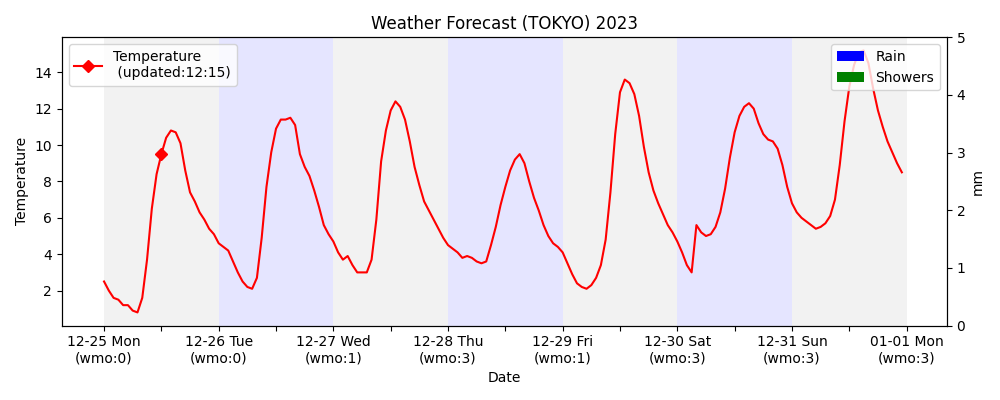 Weather Forecast (TOKYO) 2023
Temperature
(updated:12:15)
Rain
Showers
Temperature
14
12
10
8
6
4
2
5
4
3
2
1
0
mm
12-25 Mon
(wmo:0)
12-26 Tue
(wmo:0)
12-27 Wed
(wmo:1)
12-28 Thu
(wmo:3)
12-29 Fri
(wmo:1)
12-30 Sat
(wmo:3)
12-31 Sun
(wmo:3)
01-01 Mon
(wmo:3)
Date